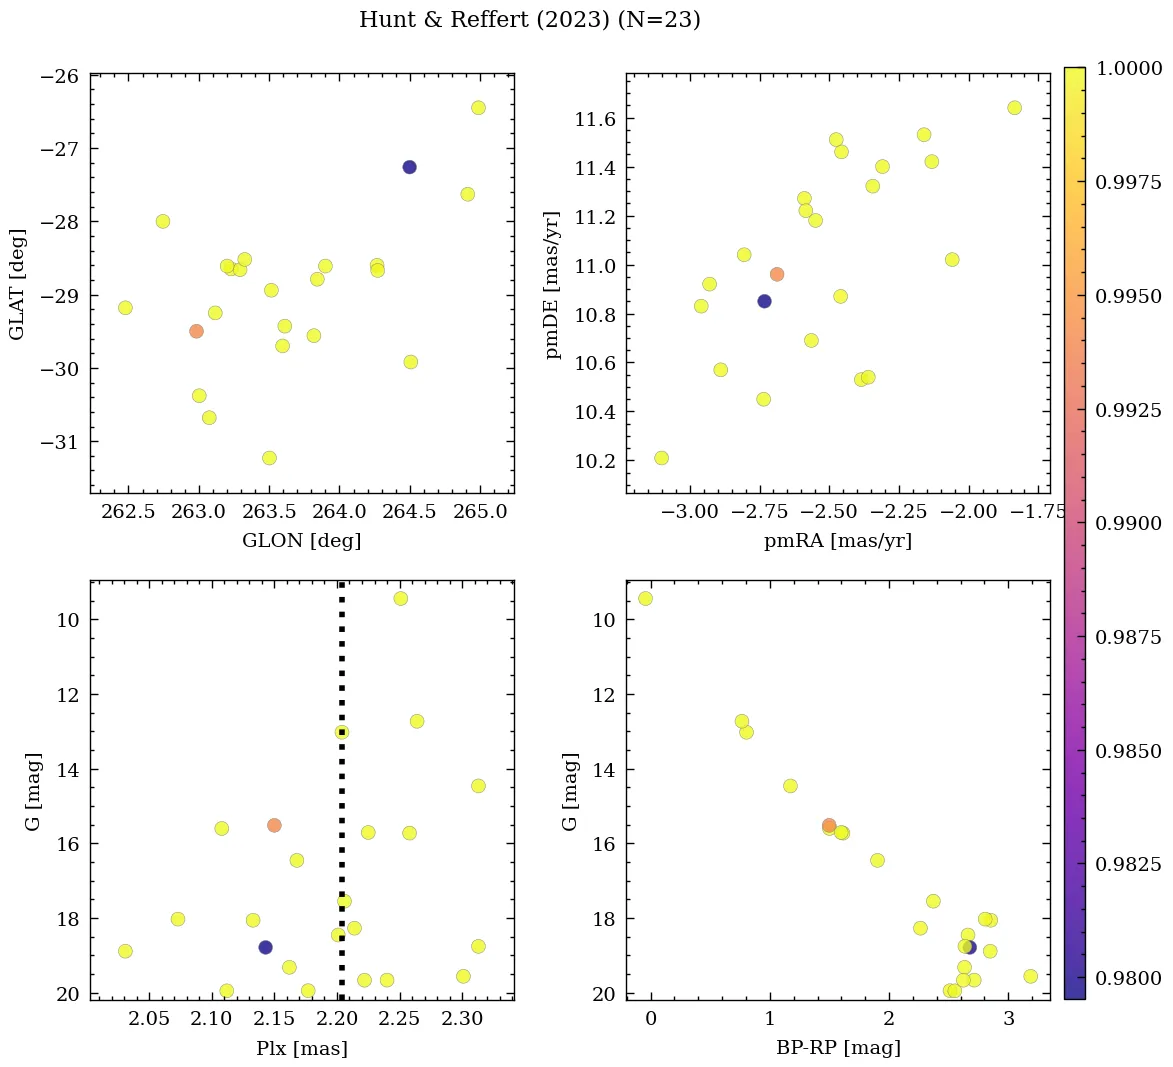 Hunt & Reffert (2023) (N=23)
−26
−27
−28
−29
−30
−31
GLAT [deg]
262.5 263.0 263.5 264.0 264.5 265.0
GLON [deg]
11.6
11.4
11.2
11.0
10.8
10.6
10.4
10.2
pmDE [mas/yr]
−3.00 −2.75 −2.50 −2.25 −2.00 −1.75
pmRA [mas/yr]
10
12
14
16
18
20
G [mag]
2.05 2.10 2.15 2.20 2.25 2.30
Plx [mas]
10
12
14
16
18
20
G [mag]
0 1 2 3
BP-RP [mag]
1.0000
0.9975
0.9950
0.9925
0.9900
0.9875
0.9850
0.9825
0.9800